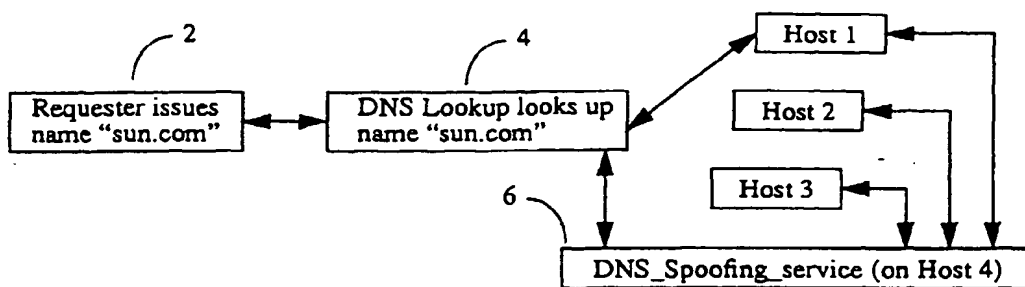 2
4
Host 1
Requester issues
name "sun.com"
DNS Lookup looks up
name "sun.com"
Host 2
Host 3
6
DNS_Spoofing_service (on Host 4)